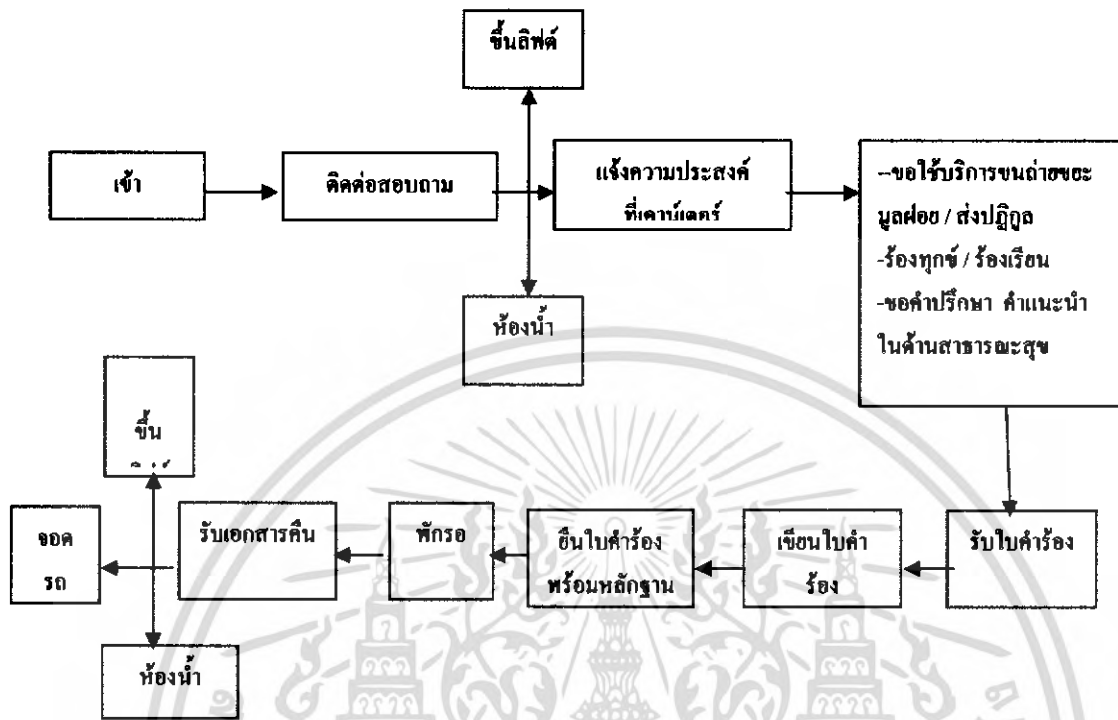 ขึ้นลิฟต์
เข้า
ติดต่อสอบถาม
แจ้งความประสงค์
ที่เคาน์เตอร์
--ขอใช้บริการขนถ่ายขยะ
มูลฝอย / ส่งปฏิกูล
-ร้องทุกข์ / ร้องเรียน
-ขอคำปรึกษา คำแนะนำ
ในด้านสาธารณะสุข
ห้องน้ำ
รับใบคำร้อง
เขียนใบคำ
ร้อง
ยื่นใบคำร้อง
พร้อมหลักฐาน
พักรอ
รับเอกสารคืน
ขึ้น
จอด
รถ
ห้องน้ำ